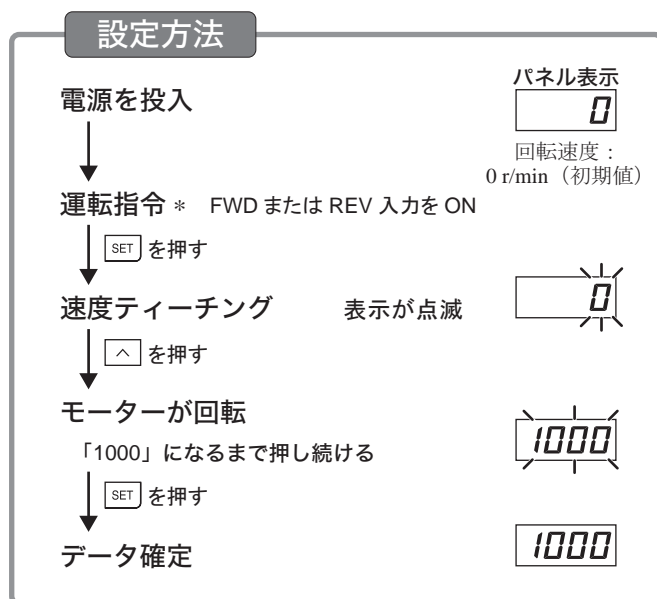 設定方法
パネル表示
電源を投入
0
回転速度：
0 r/min（初期値）
運転指令* FWD または REV 入力を ON
SET を押す
速度ティーチング 表示が点滅
0
へ を押す
モーターが回転
1000
「1000」になるまで押し続ける
SET を押す
データ確定
1000